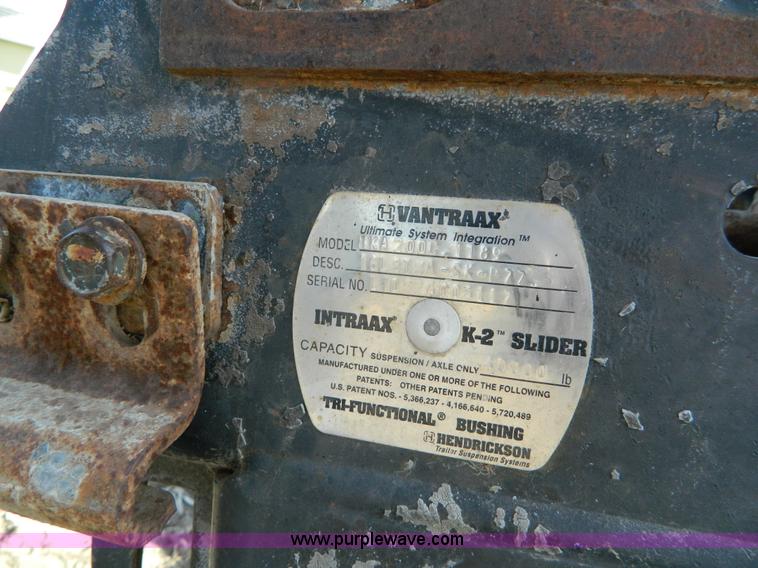 H VANTRAAX®
Ultimate System Integration™
MODEL
DESC.
SERIAL NO.
INTRAAX® K-2™ SLIDER
CAPACITY SUSPENSION / AXLE ONLY lb
MANUFACTURED UNDER ONE OR MORE OF THE FOLLOWING
PATENTS: OTHER PATENTS PENDING
U.S. PATENT NOS. - 5,366,237 - 4,166,640 - 5,720,489
TRI-FUNCTIONAL® BUSHING
H HENDRICKSON
Trailer Suspension Systems
www.purplewave.com